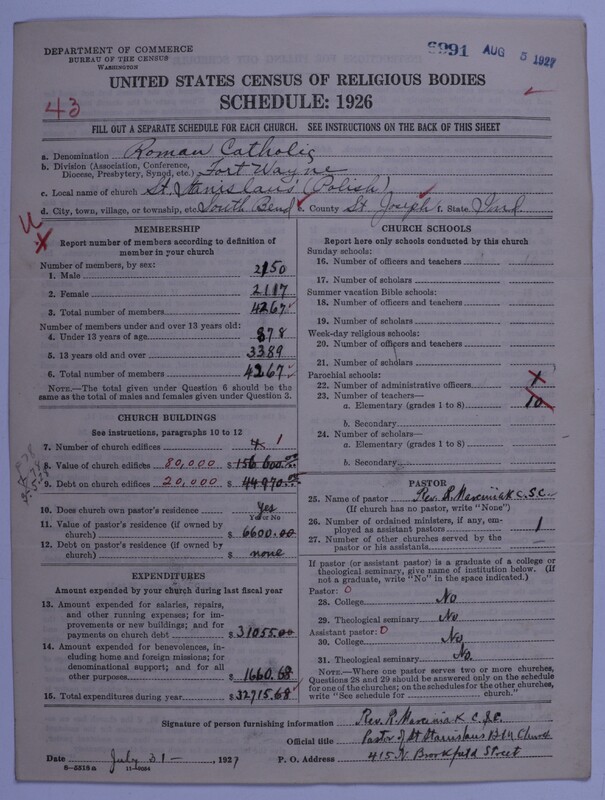 DEPARTMENT OF COMMERCE
BUREAU OF THE CENSUS
WASHINGTON
6991 AUG 5 1927
UNITED STATES CENSUS OF RELIGIOUS BODIES
SCHEDULE: 1926
43
FILL OUT A SEPARATE SCHEDULE FOR EACH CHURCH. SEE INSTRUCTIONS ON THE BACK OF THIS SHEET
a. Denomination Roman Catholic
b. Division (Association, Conference, Diocese, Presbytery, Synod, etc.) Fort Wayne
c. Local name of church St. Stanislaus (Polish)
d. City, town, village, or township, etc. South Bend e. County St. Joseph f. State Ind.
MEMBERSHIP
Report number of members according to definition of
member in your church
Number of members, by sex:
1. Male 2150
2. Female 2117
3. Total number of members 4267
Number of members under and over 13 years old:
4. Under 13 years of age 878
5. 13 years old and over 3389
6. Total number of members 4267
NOTE.—The total given under Question 6 should be
the same as the total of males and females given under Question 3.
CHURCH BUILDINGS
See instructions, paragraphs 10 to 12
7. Number of church edifices 1
8. Value of church edifices 80,000 $156 600.00
9. Debt on church edifices 20,000 $44970.00
10. Does church own pastor's residence Yes
Yes or No
11. Value of pastor's residence (if owned by
church) $6600.00
12. Debt on pastor's residence (if owned by
church) $ none
EXPENDITURES
Amount expended by your church during last fiscal year
13. Amount expended for salaries, repairs,
and other running expenses; for im-
provements or new buildings; and for
payments on church debt $31055.00
14. Amount expended for benevolences, in-
cluding home and foreign missions; for
denominational support; and for all
other purposes $1660.68
15. Total expenditures during year $32715.68
CHURCH SCHOOLS
Report here only schools conducted by this church
Sunday schools:
16. Number of officers and teachers
17. Number of scholars
Summer vacation Bible schools:
18. Number of officers and teachers
19. Number of scholars
Week-day religious schools:
20. Number of officers and teachers
21. Number of scholars
Parochial schools:
22. Number of administrative officers 1
23. Number of teachers—
a. Elementary (grades 1 to 8) 10
b. Secondary
24. Number of scholars—
a. Elementary (grades 1 to 8)
b. Secondary
PASTOR
25. Name of pastor Rev. R. Marciniak C.S.C.
(If church has no pastor, write "None")
26. Number of ordained ministers, if any, em-
ployed as assistant pastors 1
27. Number of other churches served by the
pastor or his assistants
If pastor (or assistant pastor) is a graduate of a college or
theological seminary, give name of institution below. (If
not a graduate, write "No" in the space indicated.)
Pastor: 0
28. College No
29. Theological seminary No
Assistant pastor: 0
30. College No
31. Theological seminary No.
NOTE.—Where one pastor serves two or more churches,
Questions 28 and 29 should be answered only on the schedule
for one of the churches; on the schedules for the other churches,
write "See schedule for church."
Signature of person furnishing information Rev. R. Marciniak C.S.C.
Official title Pastor of St Stanislaus B.M. Church
Date July 31 — , 1927 P. O. Address 415 N. Brookfield Street
8—5518a 11—9284